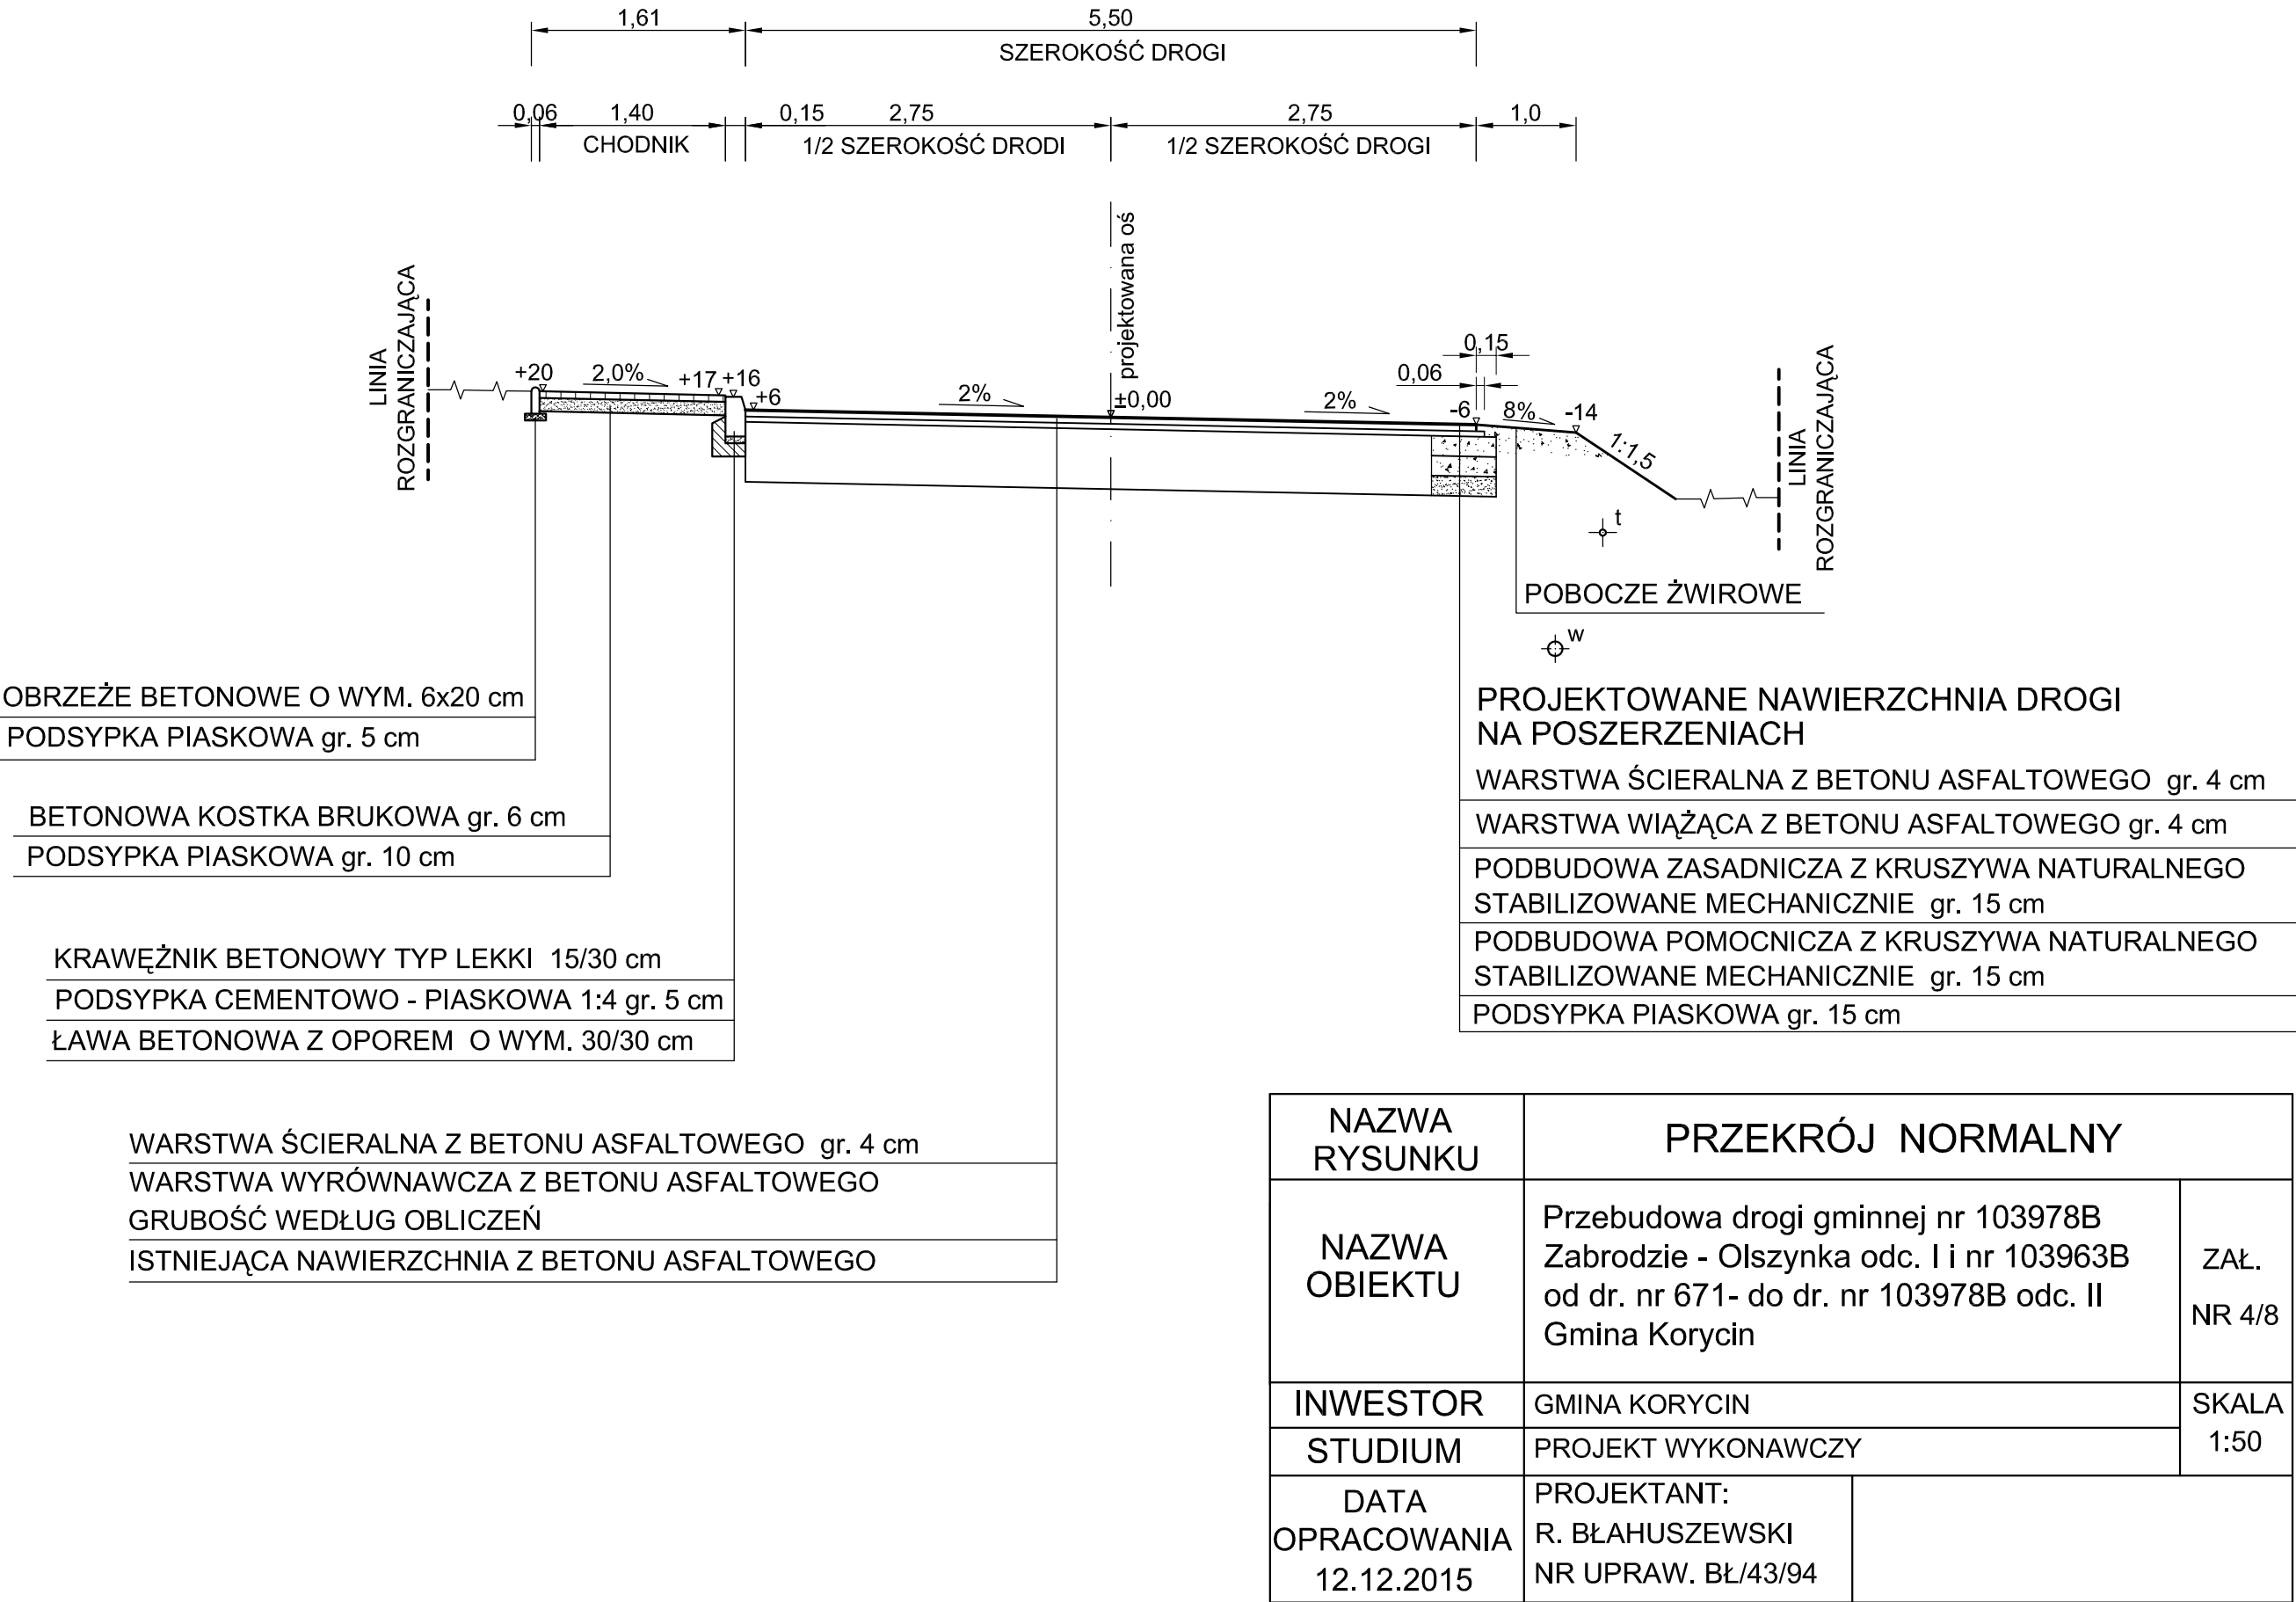 1,61
5,50
SZEROKOŚĆ DROGI
0,06
1,40
0,15
2,75
2,75
1,0
CHODNIK
1/2 SZEROKOŚĆ DRODI
1/2 SZEROKOŚĆ DROGI
projektowana oś
LINIA
ROZGRANICZAJĄCA
+20
2,0%
+17
+16
+6
2%
±0,00
2%
0,06
0,15
-6
8%
-14
1:1,5
LINIA
ROZGRANICZAJĄCA
t
POBOCZE ŻWIROWE
w
OBRZEŻE BETONOWE O WYM. 6x20 cm
PODSYPKA PIASKOWA gr. 5 cm
BETONOWA KOSTKA BRUKOWA gr. 6 cm
PODSYPKA PIASKOWA gr. 10 cm
KRAWĘŻNIK BETONOWY TYP LEKKI 15/30 cm
PODSYPKA CEMENTOWO - PIASKOWA 1:4 gr. 5 cm
ŁAWA BETONOWA Z OPOREM O WYM. 30/30 cm
WARSTWA ŚCIERALNA Z BETONU ASFALTOWEGO gr. 4 cm
WARSTWA WYRÓWNAWCZA Z BETONU ASFALTOWEGO
GRUBOŚĆ WEDŁUG OBLICZEŃ
ISTNIEJĄCA NAWIERZCHNIA Z BETONU ASFALTOWEGO
PROJEKTOWANE NAWIERZCHNIA DROGI
NA POSZERZENIACH
WARSTWA ŚCIERALNA Z BETONU ASFALTOWEGO gr. 4 cm
WARSTWA WIĄŻĄCA Z BETONU ASFALTOWEGO gr. 4 cm
PODBUDOWA ZASADNICZA Z KRUSZYWA NATURALNEGO
STABILIZOWANE MECHANICZNIE gr. 15 cm
PODBUDOWA POMOCNICZA Z KRUSZYWA NATURALNEGO
STABILIZOWANE MECHANICZNIE gr. 15 cm
PODSYPKA PIASKOWA gr. 15 cm
NAZWA
RYSUNKU
PRZEKRÓJ NORMALNY
NAZWA
OBIEKTU
Przebudowa drogi gminnej nr 103978B
Zabrodzie - Olszynka odc. I i nr 103963B
od dr. nr 671- do dr. nr 103978B odc. II
Gmina Korycin
ZAŁ.
NR 4/8
INWESTOR
GMINA KORYCIN
SKALA
1:50
STUDIUM
PROJEKT WYKONAWCZY
DATA
OPRACOWANIA
12.12.2015
PROJEKTANT:
R. BŁAHUSZEWSKI
NR UPRAW. BŁ/43/94